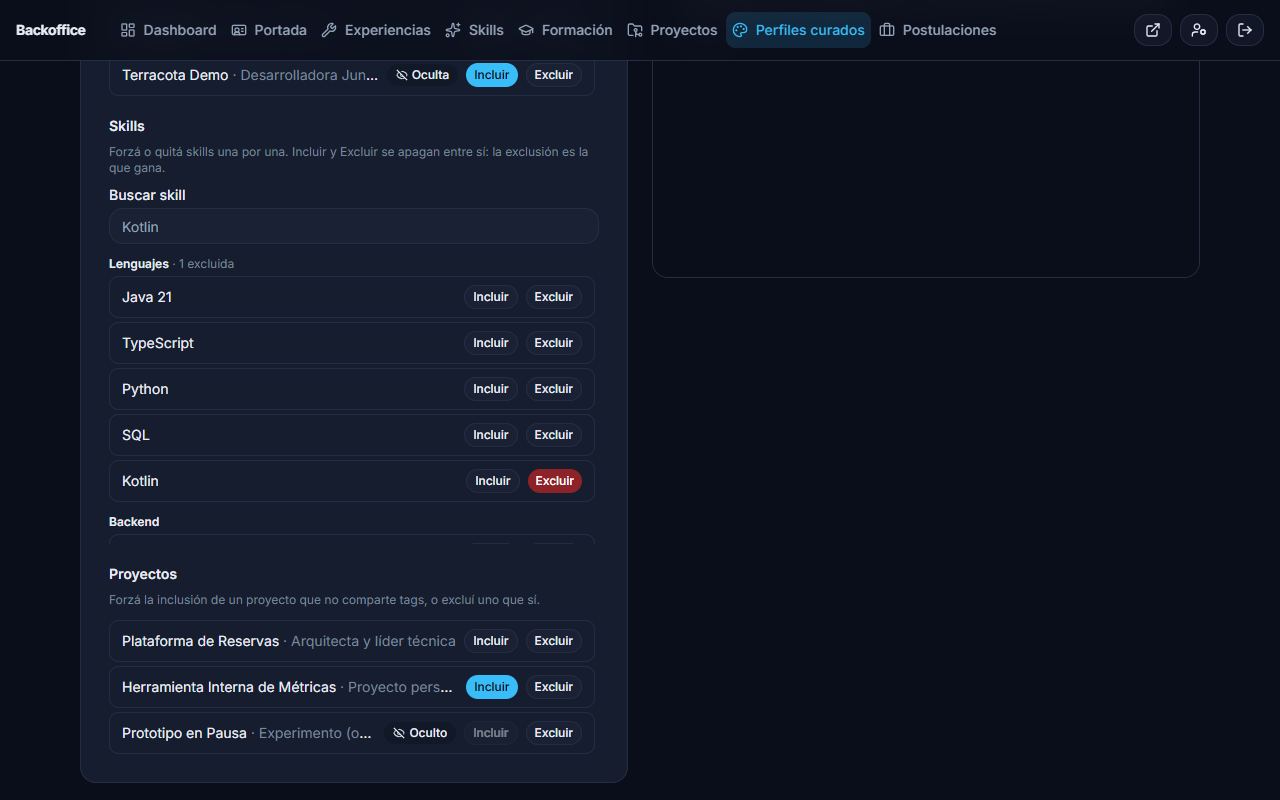 Backoffice Dashboard Portada Experiencias Skills Formación Proyectos Perfiles curados Postulaciones
Terracota Demo · Desarrolladora Jun... Oculta Incluir Excluir
Skills
Forzá o quitá skills una por una. Incluir y Excluir se apagan entre sí: la exclusión es la
que gana.
Buscar skill
Kotlin
Lenguajes · 1 excluida
Java 21 Incluir Excluir
TypeScript Incluir Excluir
Python Incluir Excluir
SQL Incluir Excluir
Kotlin Incluir Excluir
Backend
Proyectos
Forzá la inclusión de un proyecto que no comparte tags, o excluí uno que sí.
Plataforma de Reservas · Arquitecta y líder técnica Incluir Excluir
Herramienta Interna de Métricas · Proyecto pers... Incluir Excluir
Prototipo en Pausa · Experimento (o... Oculto Incluir Excluir